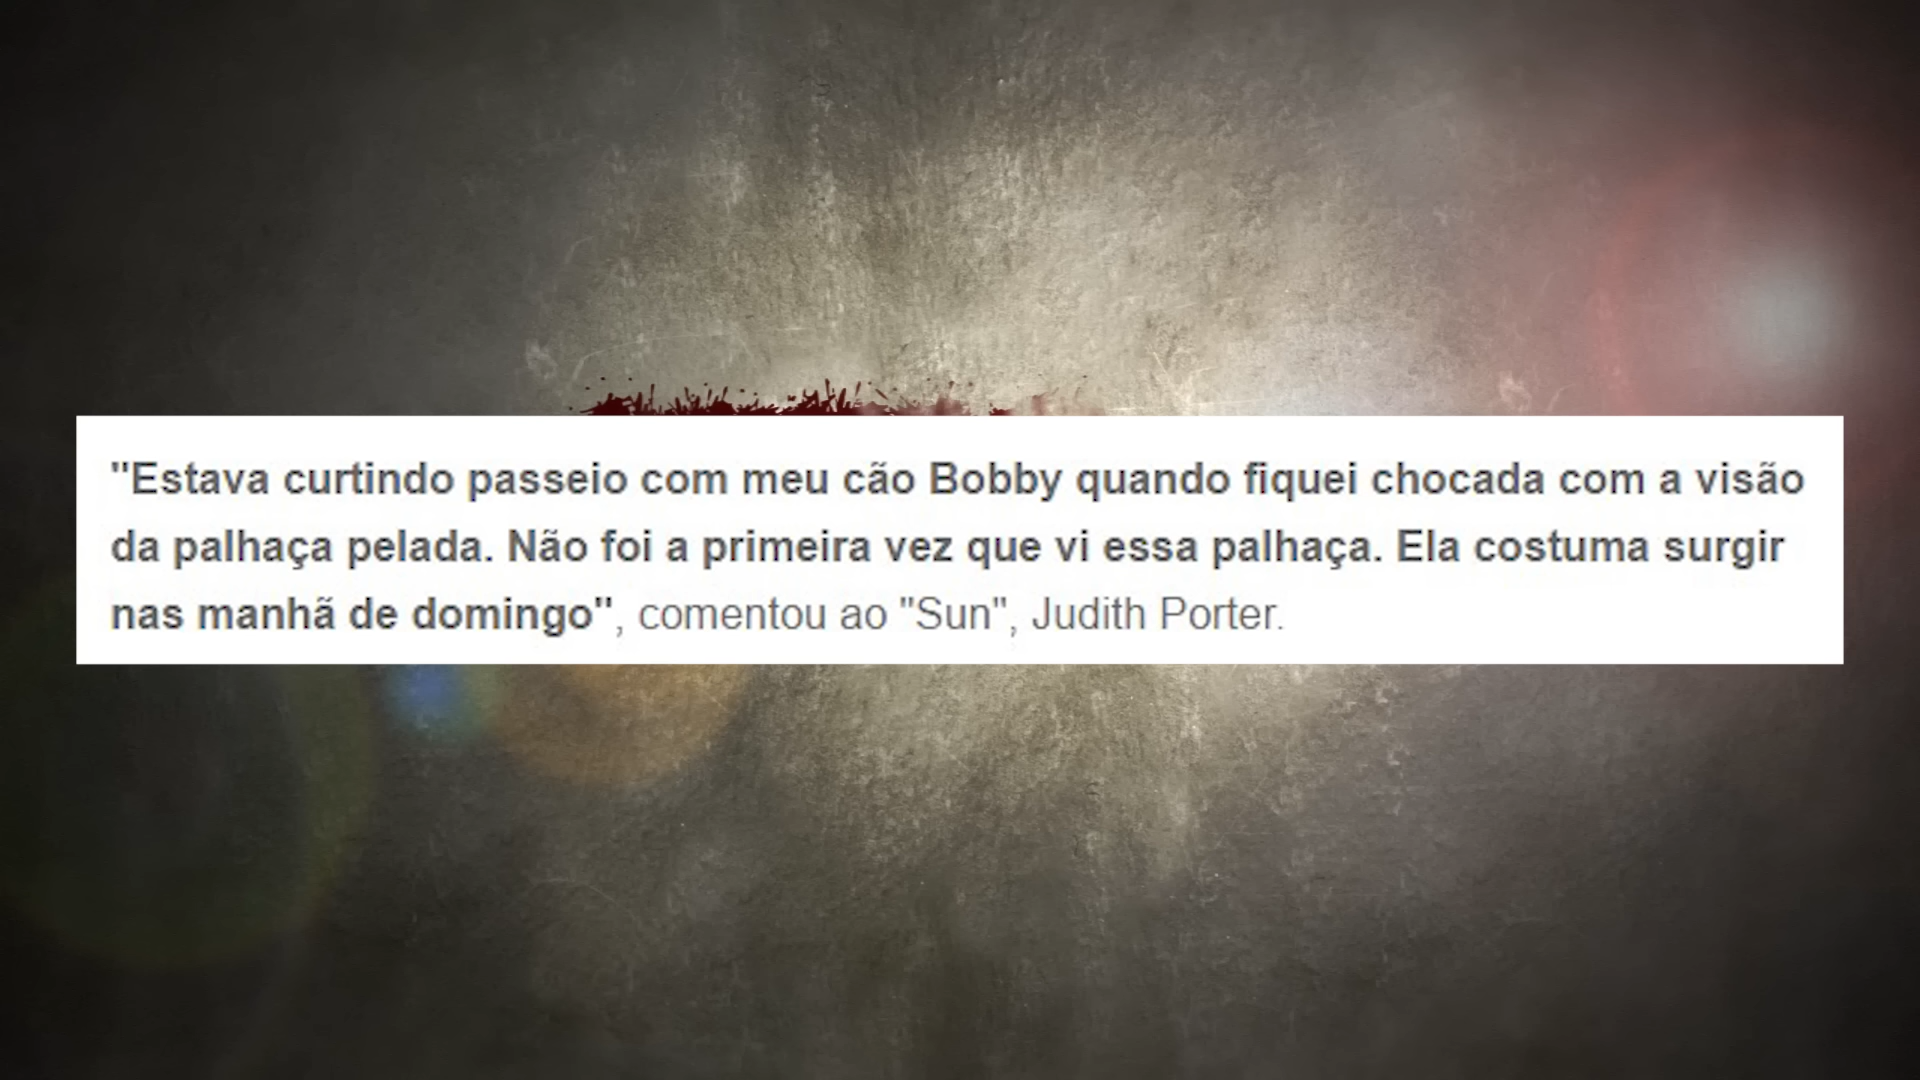 "Estava curtindo passeio com meu cão Bobby quando fiquei chocada com a visão
da palhaça pelada. Não foi a primeira vez que vi essa palhaça. Ela costuma surgir
nas manhã de domingo", comentou ao "Sun", Judith Porter.